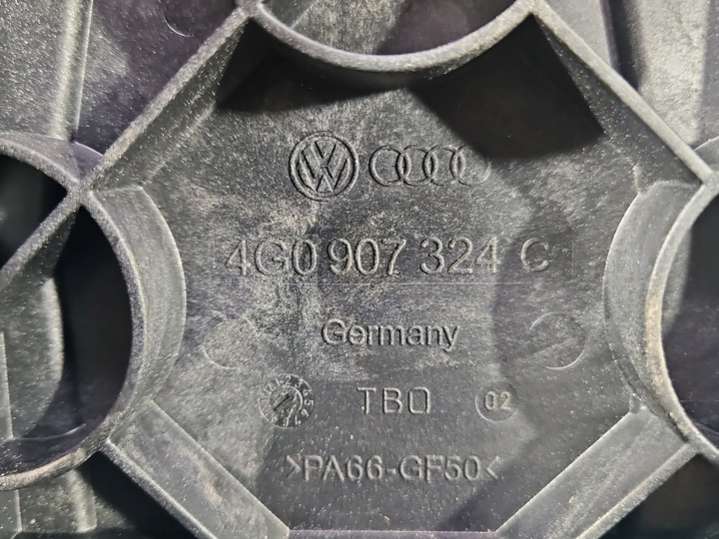 4G0 907 324 C
Germany
TBO 02
>PA66-GF50<